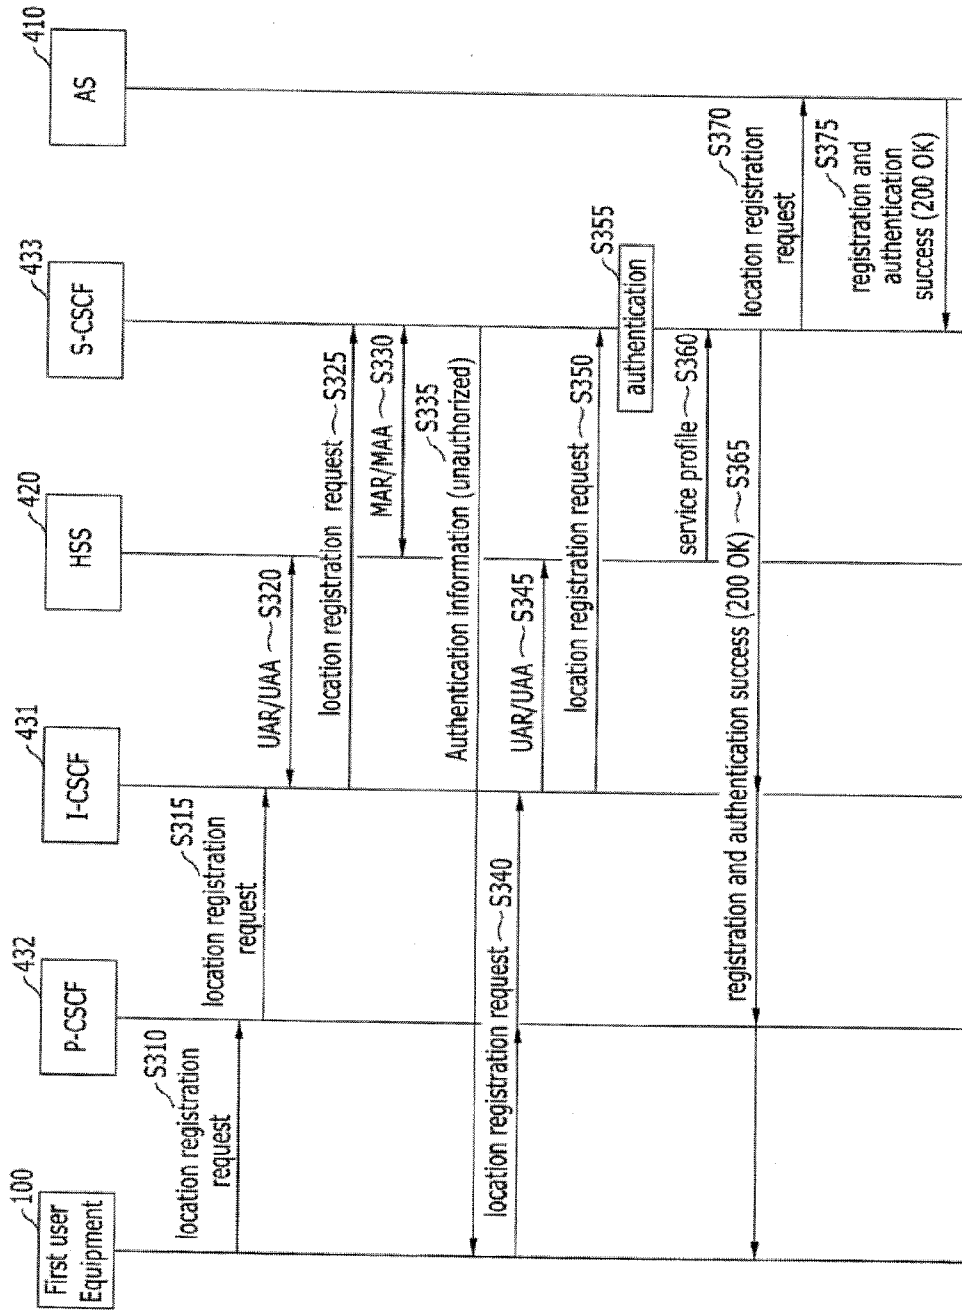 100
First user
Equipment
432
P-CSCF
431
I-CSCF
420
HSS
433
S-CSCF
410
AS
S310
location registration
request
S315
location registration
request
UAR/UAA S320
location registration request S325
MAR/MAA S330
S335
Authentication information (unauthorized)
location registration request S340
UAR/UAA S345
location registration request S350
S355
authentication
service profile S360
registration and authentication success (200 OK) S365
S370
location registration
request
S375
registration and
authentication
success (200 OK)